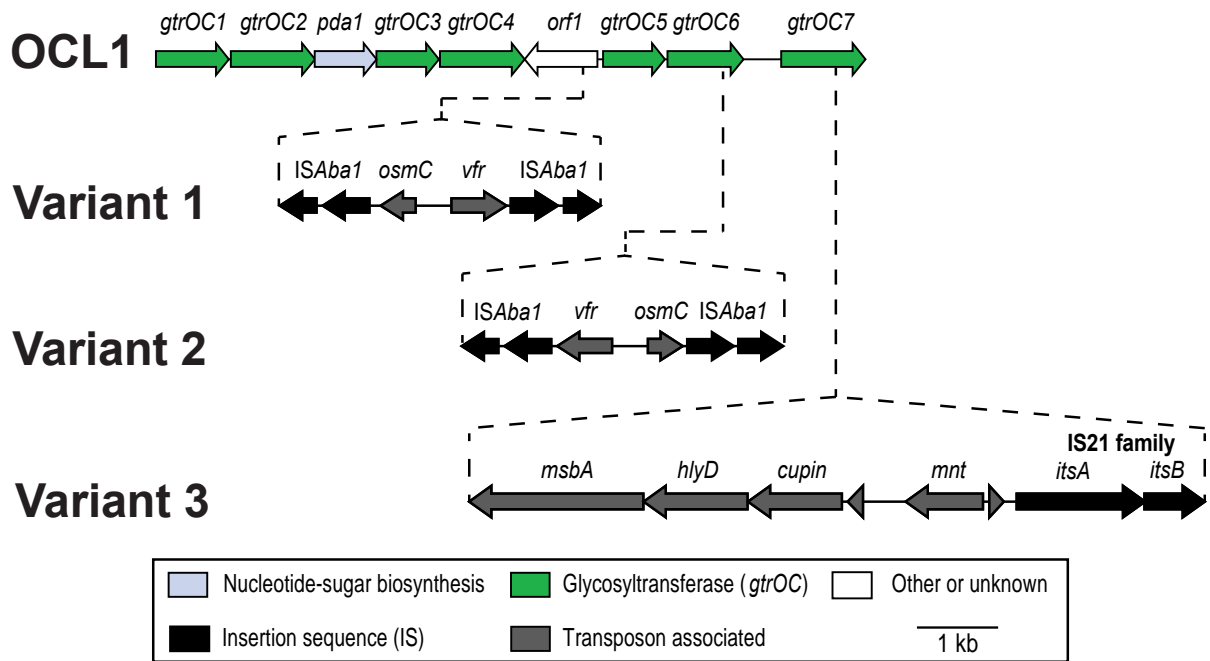 gtrOC1 gtrOC2 pda1 gtrOC3 gtrOC4 orf1 gtrOC5 gtrOC6 gtrOC7
OCL1
ISAba1 osmC vfr ISAba1
Variant 1
ISAba1 vfr osmC ISAba1
Variant 2
IS21 family
msbA hlyD cupin mnt itsA itsB
Variant 3
Nucleotide-sugar biosynthesis Glycosyltransferase (gtrOC) Other or unknown
Insertion sequence (IS) Transposon associated 1 kb